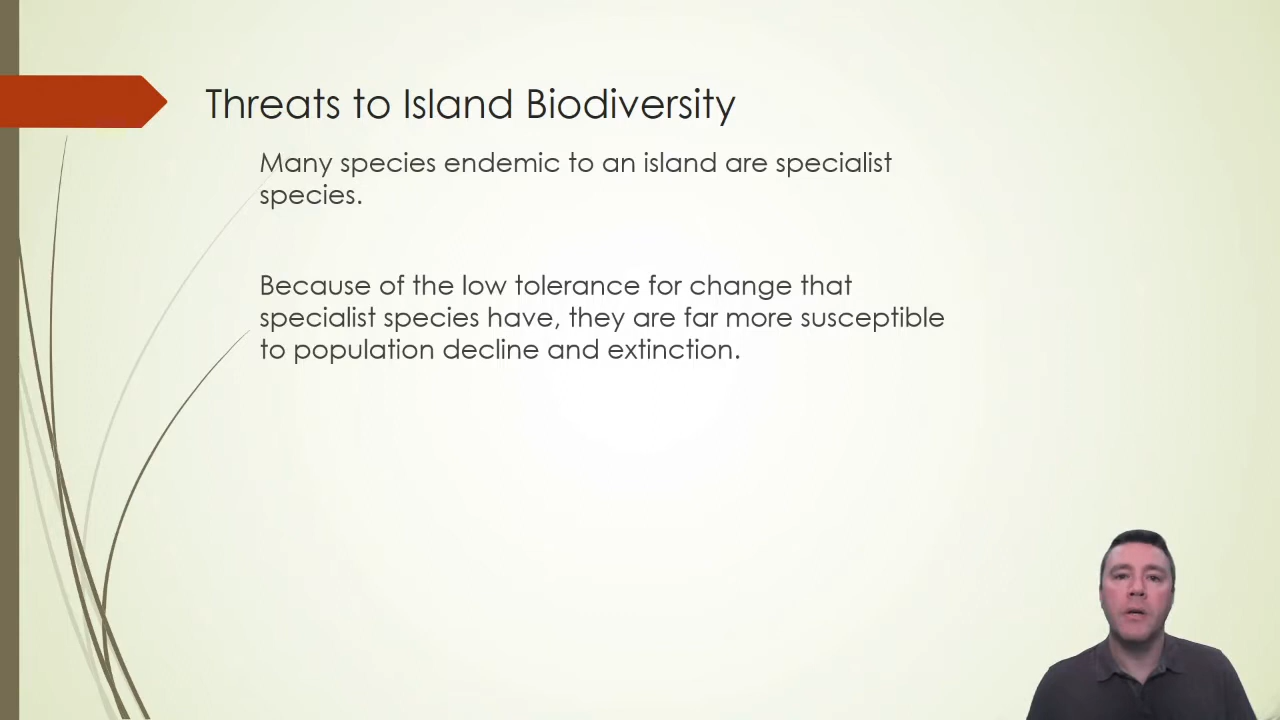 Threats to Island Biodiversity
Many species endemic to an island are specialist
species.
Because of the low tolerance for change that
specialist species have, they are far more susceptible
to population decline and extinction.